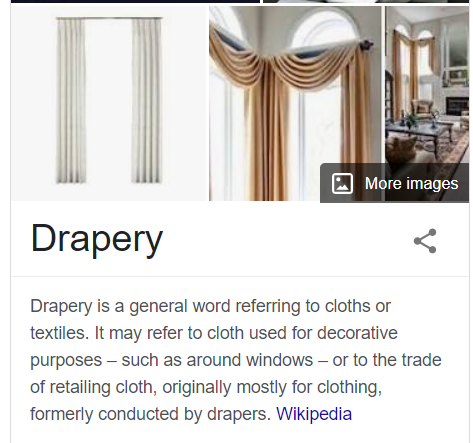 More images
Drapery
Drapery is a general word referring to cloths or
textiles. It may refer to cloth used for decorative
purposes – such as around windows – or to the trade
of retailing cloth, originally mostly for clothing,
formerly conducted by drapers. Wikipedia